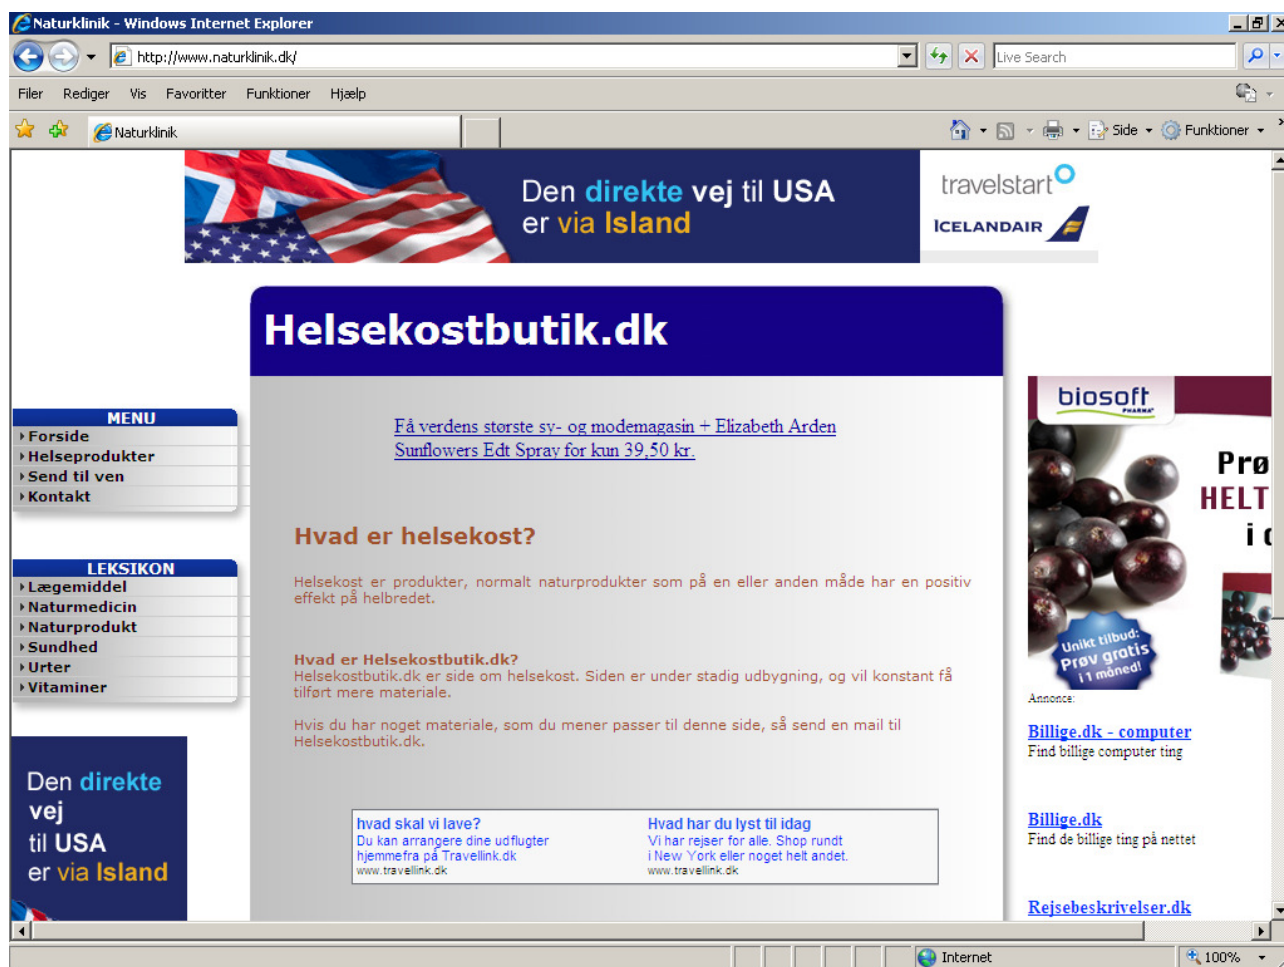 Naturklinik - Windows Internet Explorer
http://www.naturklinik.dk/
Live Search
Filer Rediger Vis Favoritter Funktioner Hjælp
Naturklinik
Side Funktioner
Den direkte vej til USA
er via Island
travelstart
ICELANDAIR
Helsekostbutik.dk
MENU
Forside
Helseprodukter
Send til ven
Kontakt
LEKSIKON
Lægemiddel
Naturmedicin
Naturprodukt
Sundhed
Urter
Vitaminer
Den direkte
vej
til USA
er via Island
Få verdens største sy- og modemagasin + Elizabeth Arden
Sunflowers Edt Spray for kun 39,50 kr.
Hvad er helsekost?
Helsekost er produkter, normalt naturprodukter som på en eller anden måde har en positiv
effekt på helbredet.
Hvad er Helsekostbutik.dk?
Helsekostbutik.dk er side om helsekost. Siden er under stadig udbygning, og vil konstant få
tilført mere materiale.
Hvis du har noget materiale, som du mener passer til denne side, så send en mail til
Helsekostbutik.dk.
hvad skal vi lave?
Du kan arrangere dine udflugter
hjemmefra på Travellink.dk
www.travellink.dk
Hvad har du lyst til idag
Vi har rejser for alle. Shop rundt
i New York eller noget helt andet.
www.travellink.dk
biosoft
PHARMA
Prø
HELT
i
Unikt tilbud:
Prøv gratis
i 1 måned!
Annonce:
Billige.dk - computer
Find billige computer ting
Billige.dk
Find de billige ting på nettet
Rejsebeskrivelser.dk
Internet
100%